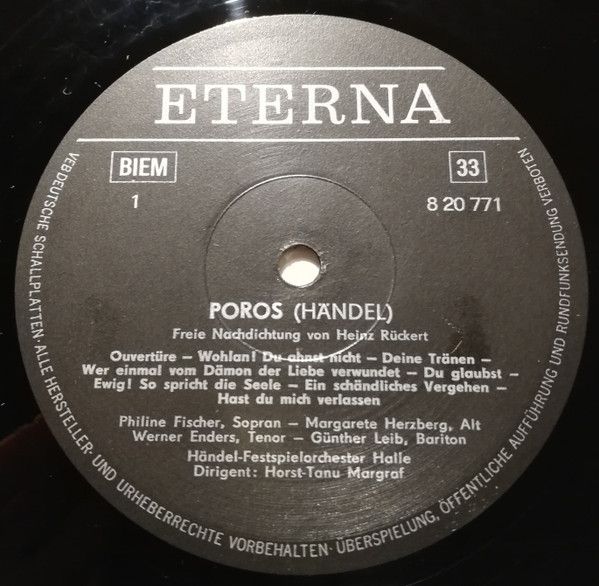 ETERNA
BIEM
33
1
8 20 771
POROS (HÄNDEL)
Freie Nachdichtung von Heinz Rückert
Ouvertüre – Wohlan! Du ahnst nicht – Deine Tränen –
Wer einmal vom Dämon der Liebe verwundet – Du glaubst –
Ewig! So spricht die Seele – Ein schändliches Vergehen –
Hast du mich verlassen
Philine Fischer, Sopran – Margarete Herzberg, Alt
Werner Enders, Tenor – Günther Leib, Bariton
Händel-Festspielorchester Halle
Dirigent: Horst-Tanu Margraf
VEB DEUTSCHE SCHALLPLATTEN · ALLE HERSTELLER- UND URHEBERRECHTE VORBEHALTEN · ÜBERSPIELUNG, ÖFFENTLICHE AUFFÜHRUNG UND RUNDFUNKSENDUNG VERBOTEN